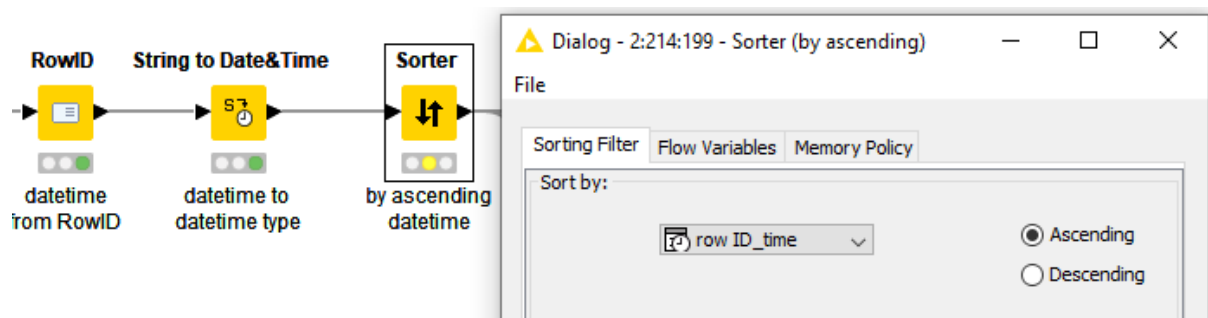 RowID
String to Date&Time
Sorter
S
datetime
from RowID
datetime to
datetime type
by ascending
datetime
Dialog - 2:214:199 - Sorter (by ascending)
File
Sorting Filter
Flow Variables
Memory Policy
Sort by:
row ID_time
Ascending
Descending